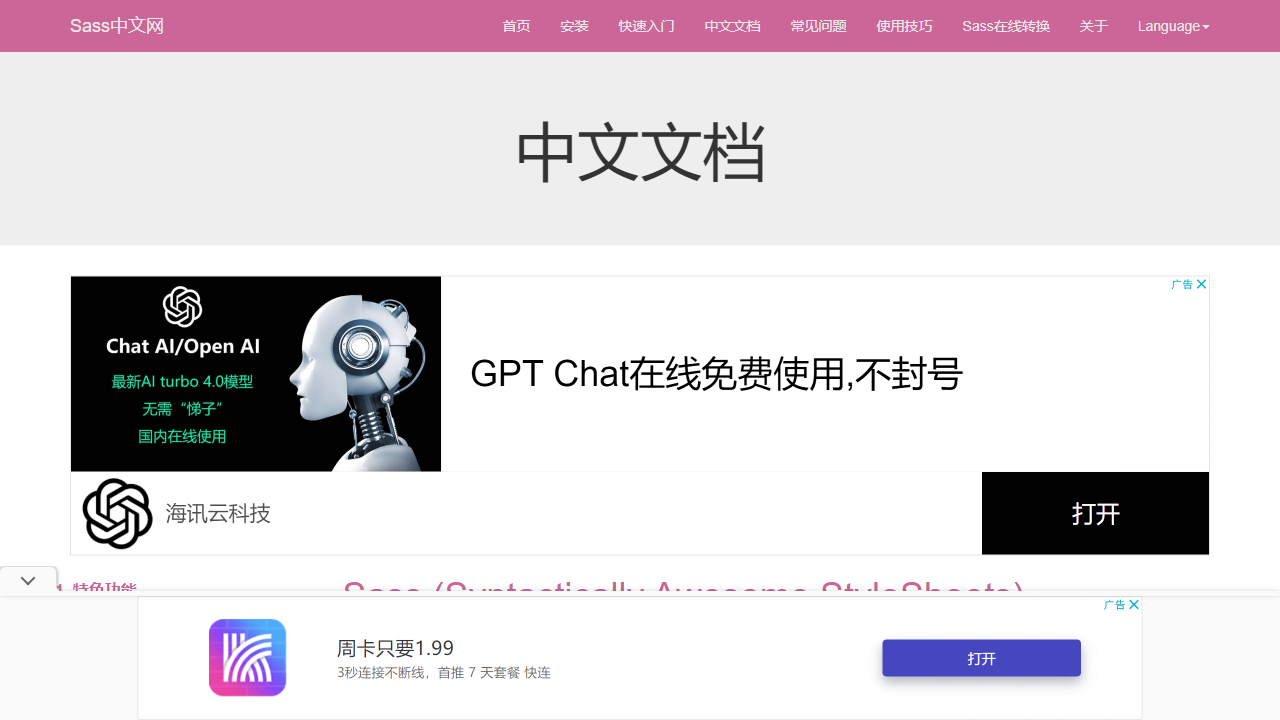 Sass中文网
首页 安装 快速入门 中文文档 常见问题 使用技巧 Sass在线转换 关于 Language
中文文档
广告
Chat AI/Open AI
最新AI turbo 4.0模型
无需“悌子”
国内在线使用
GPT Chat在线免费使用,不封号
海讯云科技
打开
1. 特色功能
Sass (Syntactically Awesome StyleSheets)
广告
周卡只要1.99
3秒连接不断线，首推 7 天套餐 快连
打开